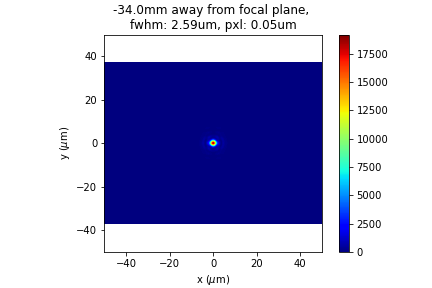 -34.0mm away from focal plane,
fwhm: 2.59um, pxl: 0.05um
40
20
0
−20
−40
y (μm)
−40 −20 0 20 40
x (μm)
17500
15000
12500
10000
7500
5000
2500
0